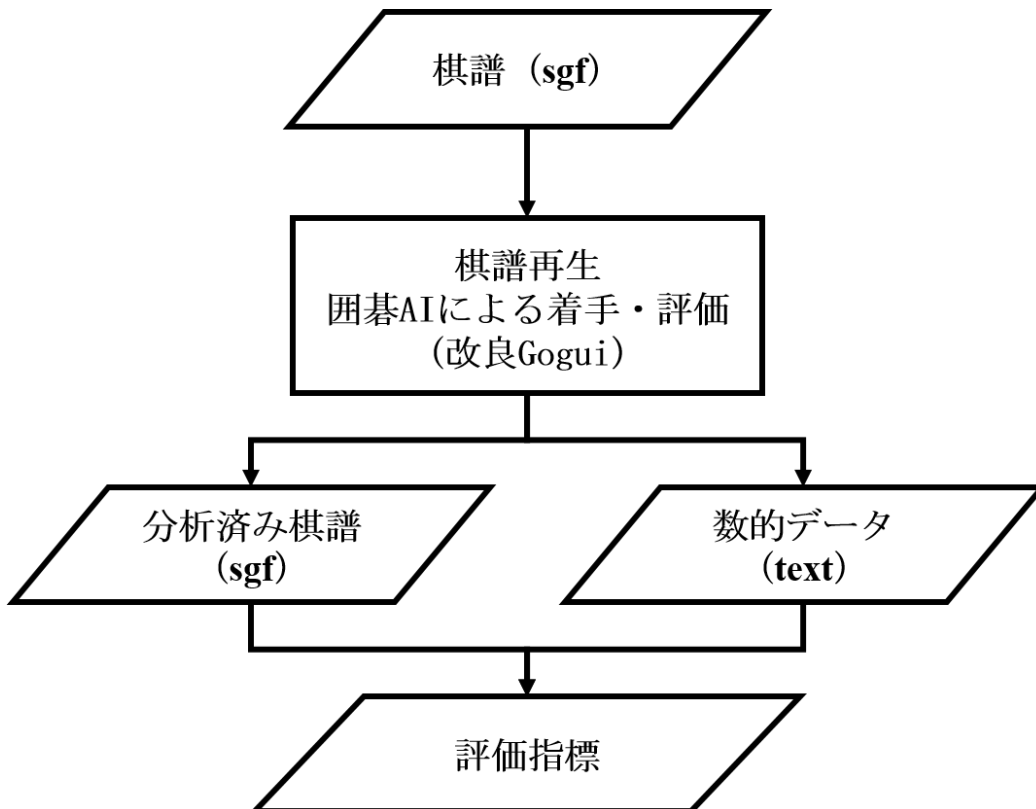 棋譜（sgf）
棋譜再生
囲碁AIによる着手・評価
(改良Gogui)
分析済み棋譜
（sgf）
数的データ
（text）
評価指標